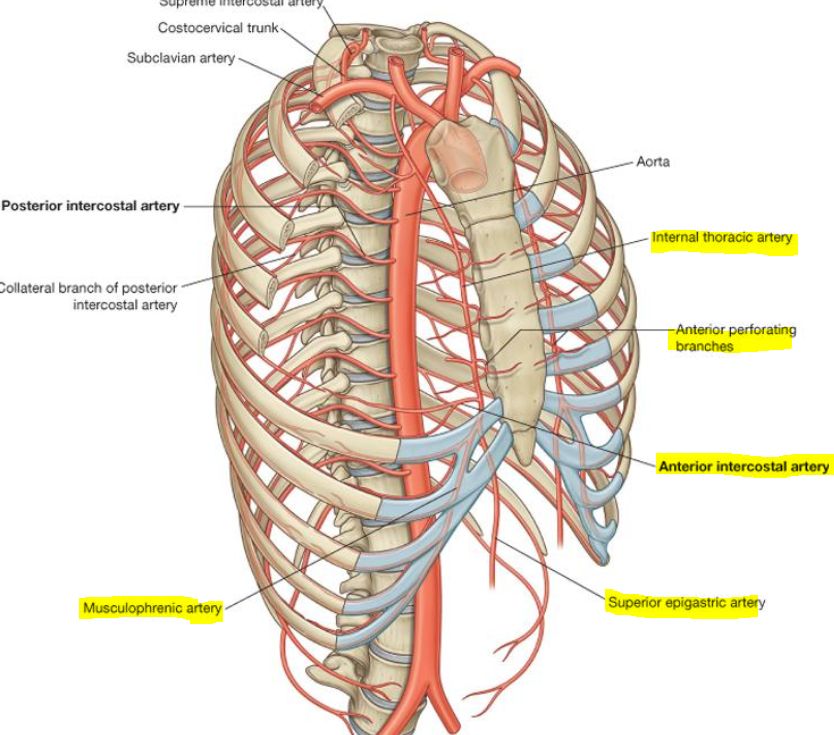 Supreme intercostal artery
Costocervical trunk
Subclavian artery
Aorta
Posterior intercostal artery
Internal thoracic artery
Collateral branch of posterior
intercostal artery
Anterior perforating
branches
Anterior intercostal artery
Musculophrenic artery
Superior epigastric artery